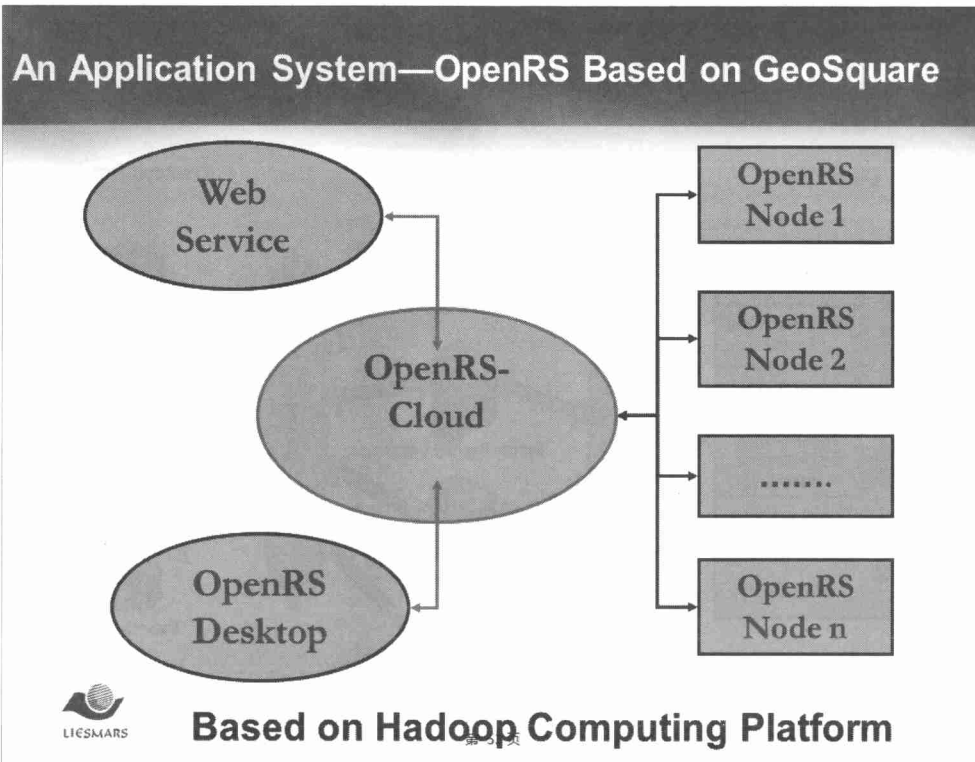 An Application System—OpenRS Based on GeoSquare
Web
Service
OpenRS-
Cloud
OpenRS
Desktop
OpenRS
Node 1
OpenRS
Node 2
.......
OpenRS
Node n
LIESMARS
Based on Hadoop Computing Platform